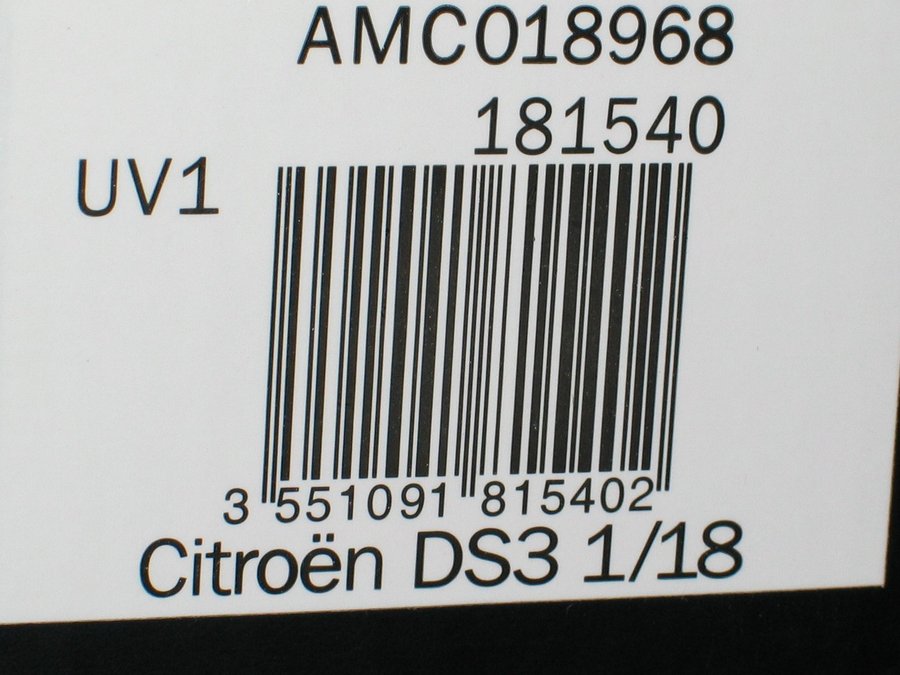 AMC018968
181540
UV1
3 551091 815402
Citroën DS3 1/18